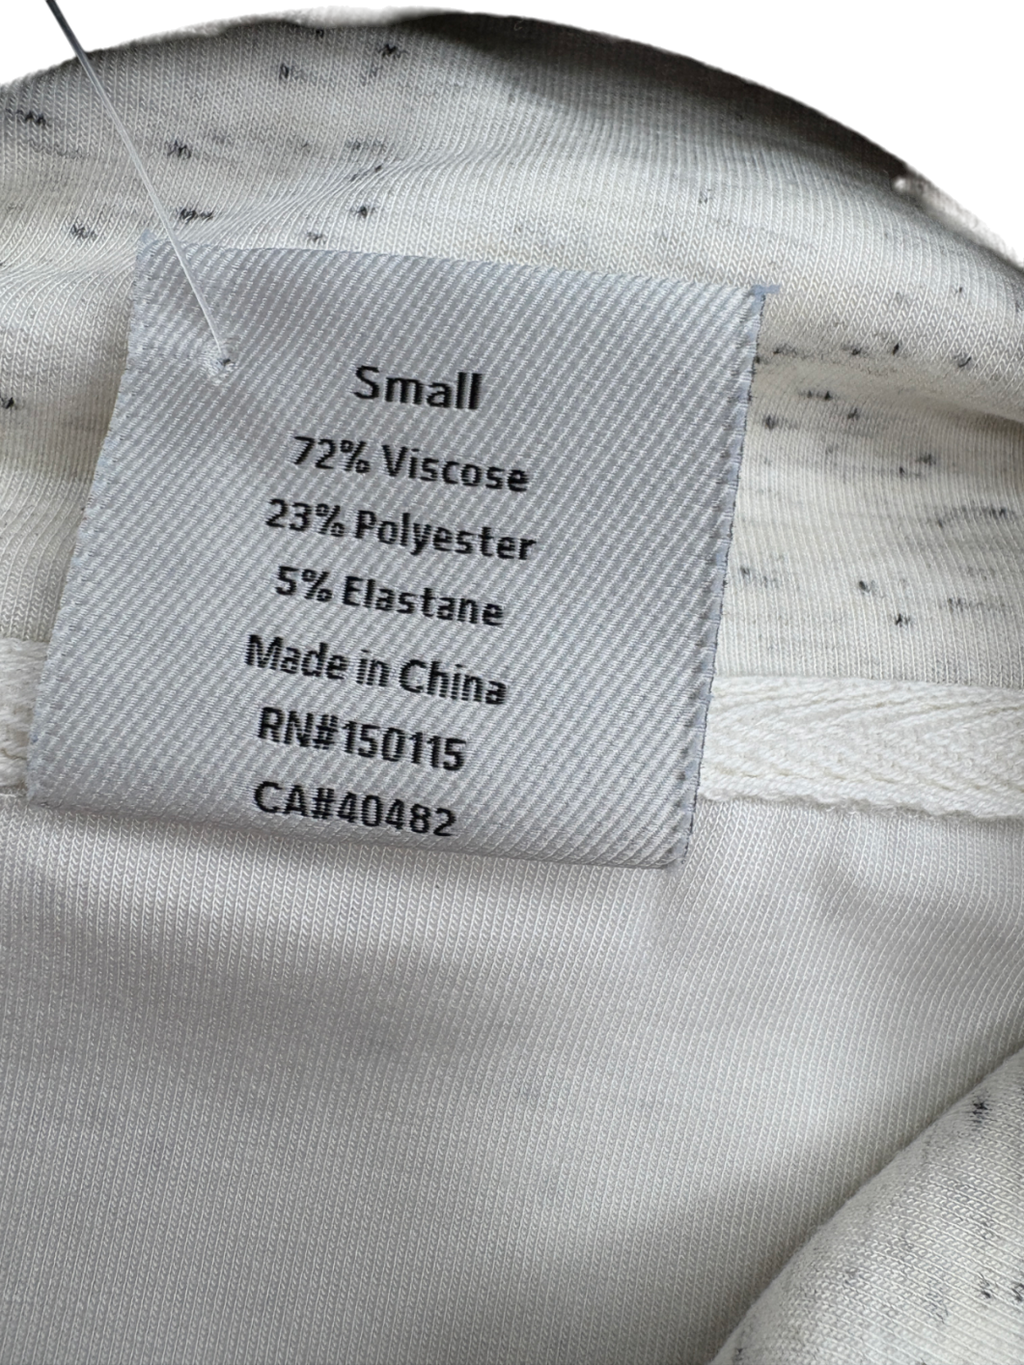 Small
72% Viscose
23% Polyester
5% Elastane
Made in China
RN#150115
CA#40482